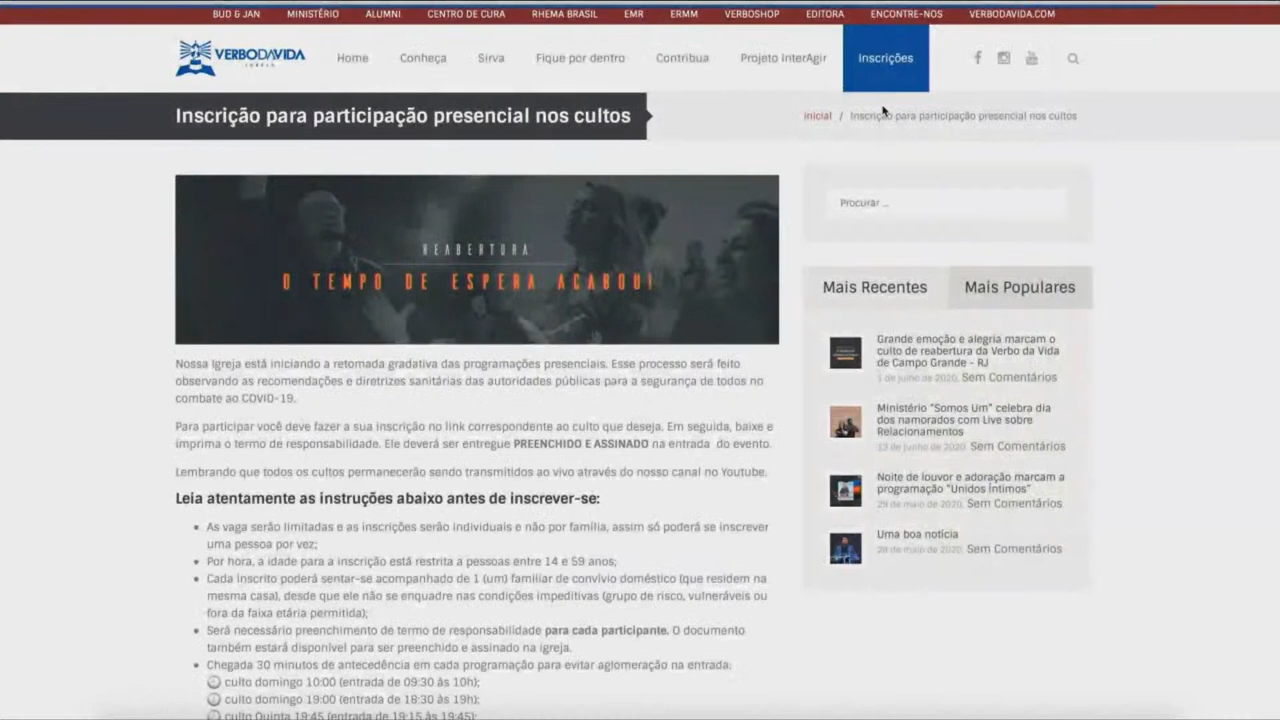 BUD & JAN MINISTÉRIO ALUMNI CENTRO DE CURA RHEMA BRASIL EMR ERMM VERBOSHOP EDITORA ENCONTRE-NOS VERBODAVIDA.COM
VERBODAVIDA
IGREJA
Home Conheça Sirva Fique por dentro Contribua Projeto InterAgir Inscrições
Inscrição para participação presencial nos cultos
Inicial / Inscrição para participação presencial nos cultos
REABERTURA
O TEMPO DE ESPERA ACABOU!
Nossa Igreja está iniciando a retomada gradativa das programações presenciais. Esse processo será feito
observando as recomendações e diretrizes sanitárias das autoridades públicas para a segurança de todos no
combate ao COVID-19.
Para participar você deve fazer a sua inscrição no link correspondente ao culto que deseja. Em seguida, baixe e
imprima o termo de responsabilidade. Ele deverá ser entregue PREENCHIDO E ASSINADO na entrada do evento.
Lembrando que todos os cultos permanecerão sendo transmitidos ao vivo através do nosso canal no Youtube.
Leia atentamente as instruções abaixo antes de inscrever-se:
As vaga serão limitadas e as inscrições serão individuais e não por família, assim só poderá se inscrever
uma pessoa por vez;
Por hora, a idade para a inscrição está restrita a pessoas entre 14 e 59 anos;
Cada inscrito poderá sentar-se acompanhado de 1 (um) familiar de convívio doméstico (que residem na
mesma casa), desde que ele não se enquadre nas condições impeditivas (grupo de risco, vulneráveis ou
fora da faixa etária permitida);
Será necessário preenchimento de termo de responsabilidade para cada participante. O documento
também estará disponível para ser preenchido e assinado na igreja.
Chegada 30 minutos de antecedência em cada programação para evitar aglomeração na entrada.
culto domingo 10:00 (entrada de 09:30 às 10h);
culto domingo 19:00 (entrada de 18:30 às 19h);
culto Quinta 19:45 (entrada de 19:15 às 19:45);
Procurar ...
Mais Recentes Mais Populares
Grande emoção e alegria marcam o
culto de reabertura da Verbo da Vida
de Campo Grande – RJ
1 de julho de 2020, Sem Comentários
Ministério “Somos Um” celebra dia
dos namorados com Live sobre
Relacionamentos
13 de junho de 2020, Sem Comentários
Noite de louvor e adoração marcam a
programação “Unidos Íntimos”
29 de maio de 2020, Sem Comentários
Uma boa notícia
28 de maio de 2020, Sem Comentários